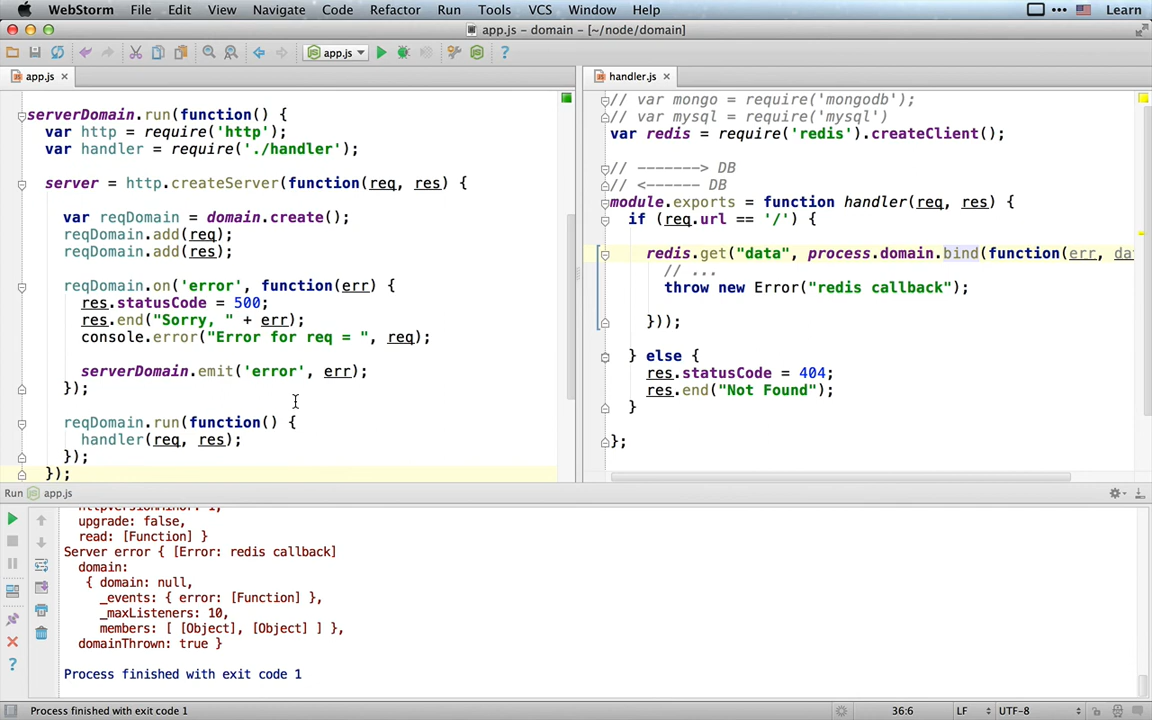 WebStorm File Edit View Navigate Code Refactor Run Tools VCS Window Help Learn
app.js - domain - [~/node/domain]
app.js
app.js
handler.js
serverDomain.run(function() {
var http = require('http');
var handler = require('./handler');
server = http.createServer(function(req, res) {
var reqDomain = domain.create();
reqDomain.add(req);
reqDomain.add(res);
reqDomain.on('error', function(err) {
res.statusCode = 500;
res.end("Sorry, " + err);
console.error("Error for req = ", req);
serverDomain.emit('error', err);
});
reqDomain.run(function() {
handler(req, res);
});
});
// var mongo = require('mongodb');
// var mysql = require('mysql')
var redis = require('redis').createClient();
// -------> DB
// <------ DB
module.exports = function handler(req, res) {
if (req.url == '/') {
redis.get("data", process.domain.bind(function(err, da
// ...
throw new Error("redis callback");
}));
} else {
res.statusCode = 404;
res.end("Not Found");
}
};
Run app.js
upgrade: false,
read: [Function] }
Server error { [Error: redis callback]
domain:
{ domain: null,
_events: { error: [Function] },
_maxListeners: 10,
members: [ [Object], [Object] ] },
domainThrown: true }
Process finished with exit code 1
Process finished with exit code 1
36:6 LF UTF-8